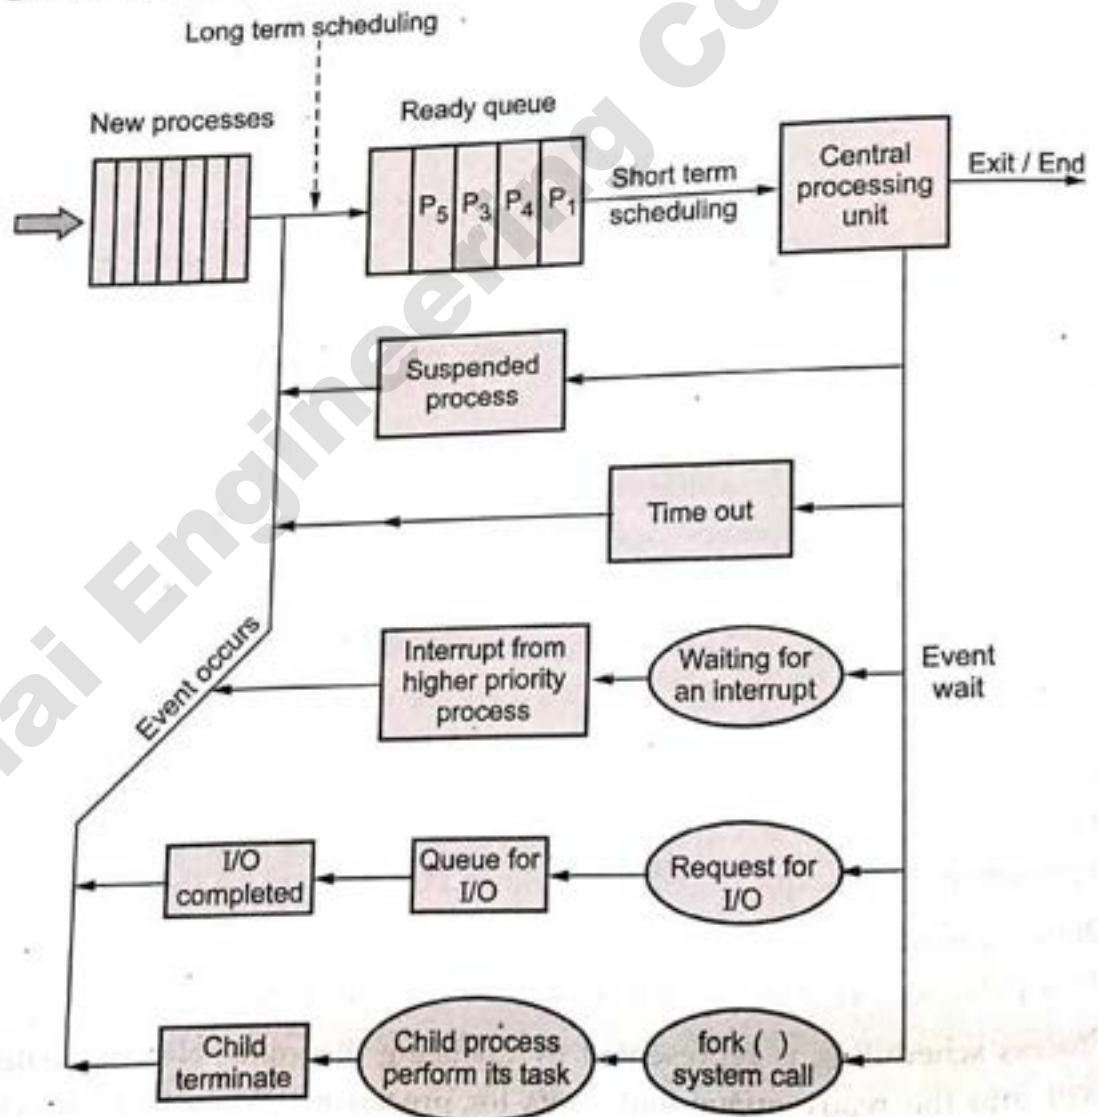 Long term scheduling
New processes
Ready queue
P5 P3 P4 P1
Short term
scheduling
Central
processing
unit
Exit / End
Suspended
process
Time out
Event occurs
Interrupt from
higher priority
process
Waiting for
an interrupt
Event
wait
I/O
completed
Queue for
I/O
Request for
I/O
Child
terminate
Child process
perform its task
fork ( )
system call